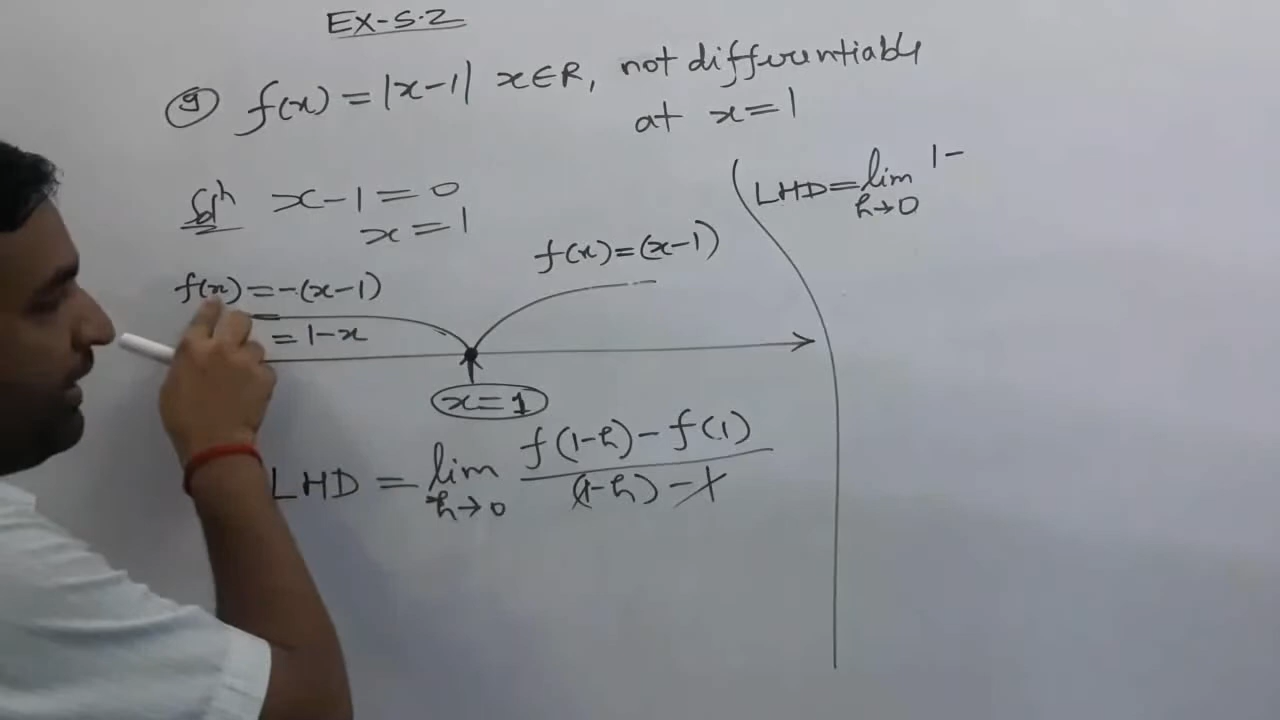 EX-5.2
⑨ f(x) = |x-1| x∈R, not differentiable
at x=1
Solⁿ x-1=0
x=1
f(x)=-(x-1)
=1-x
f(x)=(x-1)
x=1
LHD = lim h→0 f(1-h)-f(1) / (1-h)-1
LHD=lim h→0 1-